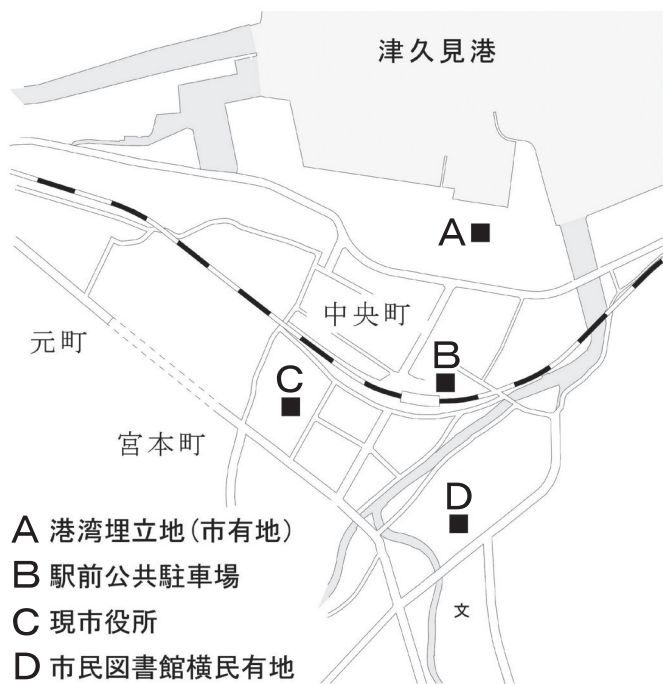 津久見港
A
中央町
B
元町
C
宮本町
D
A 港湾埋立地(市有地)
B 駅前公共駐車場
C 現市役所
D 市民図書館横民有地
文